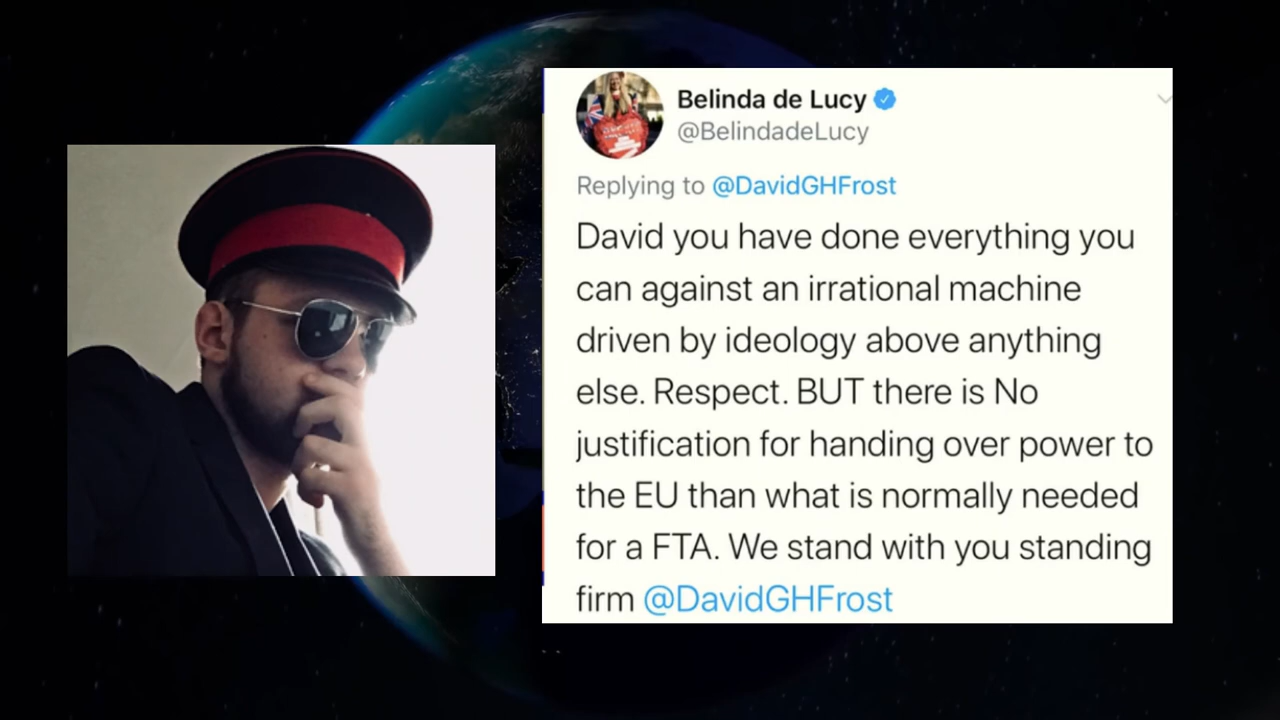 Belinda de Lucy
@BelindadeLucy
Replying to @DavidGHFrost
David you have done everything you
can against an irrational machine
driven by ideology above anything
else. Respect. BUT there is No
justification for handing over power to
the EU than what is normally needed
for a FTA. We stand with you standing
firm @DavidGHFrost